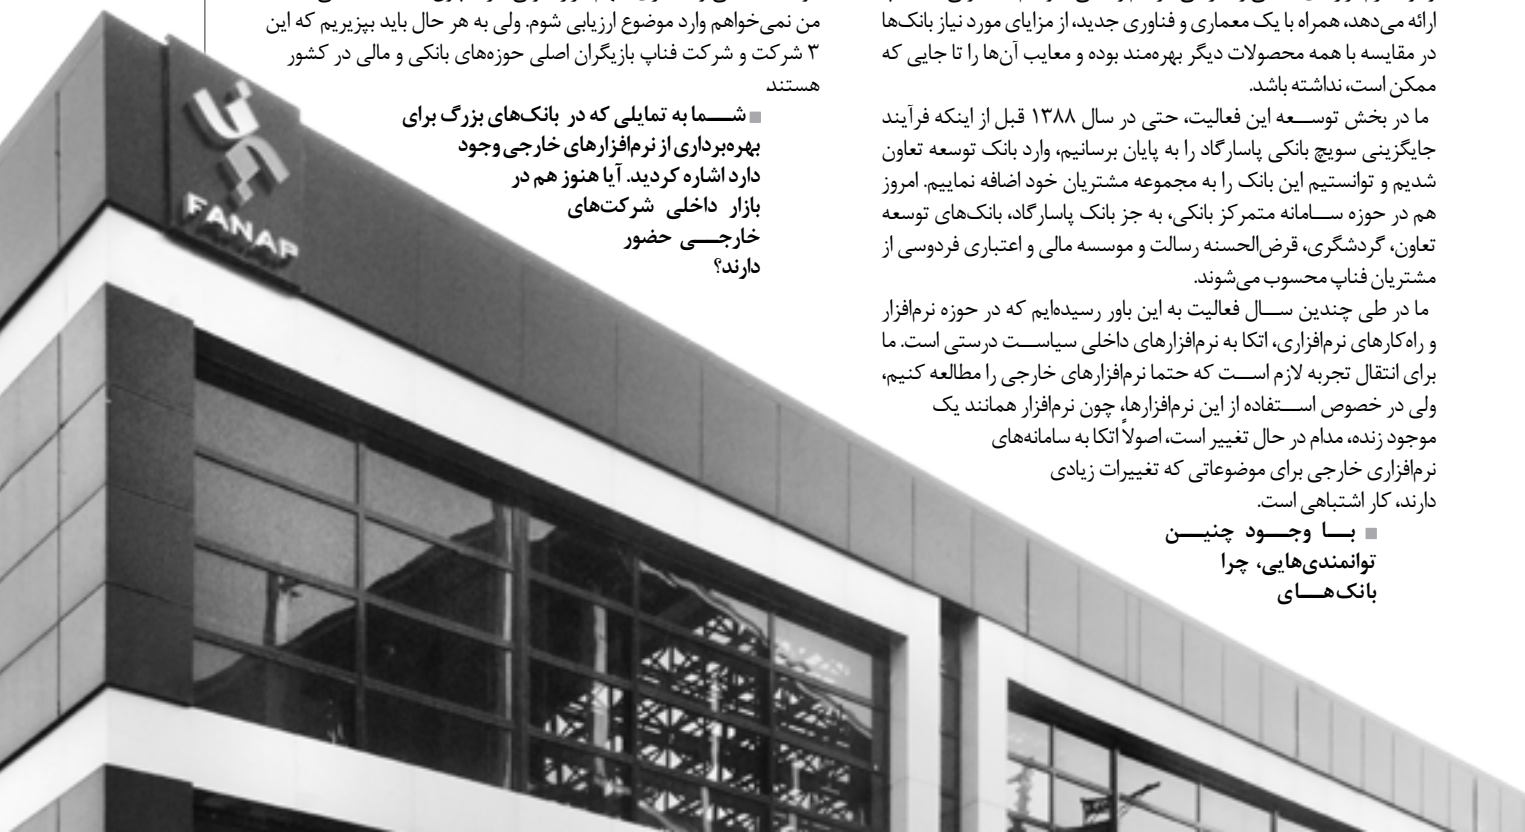 ارائه می‌دهد، همراه با یک معماری و فناوری جدید، از مزایای مورد نیاز بانک‌ها
در مقایسه با همه محصولات دیگر بهره‌مند بوده و معایب آن‌ها را تا جایی که
ممکن است، نداشته باشد.
ما در بخش توسعه این فعالیت، حتی در سال ۱۳۸۸ قبل از اینکه فرآیند
جایگزینی سویچ بانکی پاسارگاد را به پایان برسانیم، وارد بانک توسعه تعاون
شدیم و توانستیم این بانک را به مجموعه مشتریان خود اضافه نماییم. امروز
هم در حوزه سامانه متمرکز بانکی، به جز بانک پاسارگاد، بانک‌های توسعه
تعاون، گردشگری، قرض‌الحسنه رسالت و موسسه مالی و اعتباری فردوسی از
مشتریان فناپ محسوب می‌شوند.
ما در طی چندین سال فعالیت به این باور رسیده‌ایم که در حوزه نرم‌افزار
و راه‌کارهای نرم‌افزاری، اتکا به نرم‌افزارهای داخلی سیاست درستی است. ما
برای انتقال تجربه لازم است که حتما نرم‌افزارهای خارجی را مطالعه کنیم،
ولی در خصوص استفاده از این نرم‌افزارها، چون نرم‌افزار همانند یک
موجود زنده، مدام در حال تغییر است، اصولاً اتکا به سامانه‌های
نرم‌افزاری خارجی برای موضوعاتی که تغییرات زیادی
دارند، کار اشتباهی است.
■ با وجود چنین
توانمندی‌هایی، چرا
بانک‌های
من نمی‌خواهم وارد موضوع ارزیابی شوم. ولی به هر حال باید بپزیریم که این
۳ شرکت و شرکت فناپ بازیگران اصلی حوزه‌های بانکی و مالی در کشور
هستند.
■ شما به تمایلی که در بانک‌های بزرگ برای
بهره‌برداری از نرم‌افزارهای خارجی وجود
دارد اشاره کردید. آیا هنوز هم در
بازار داخلی شرکت‌های
خارجی حضور
دارند؟
FANAP